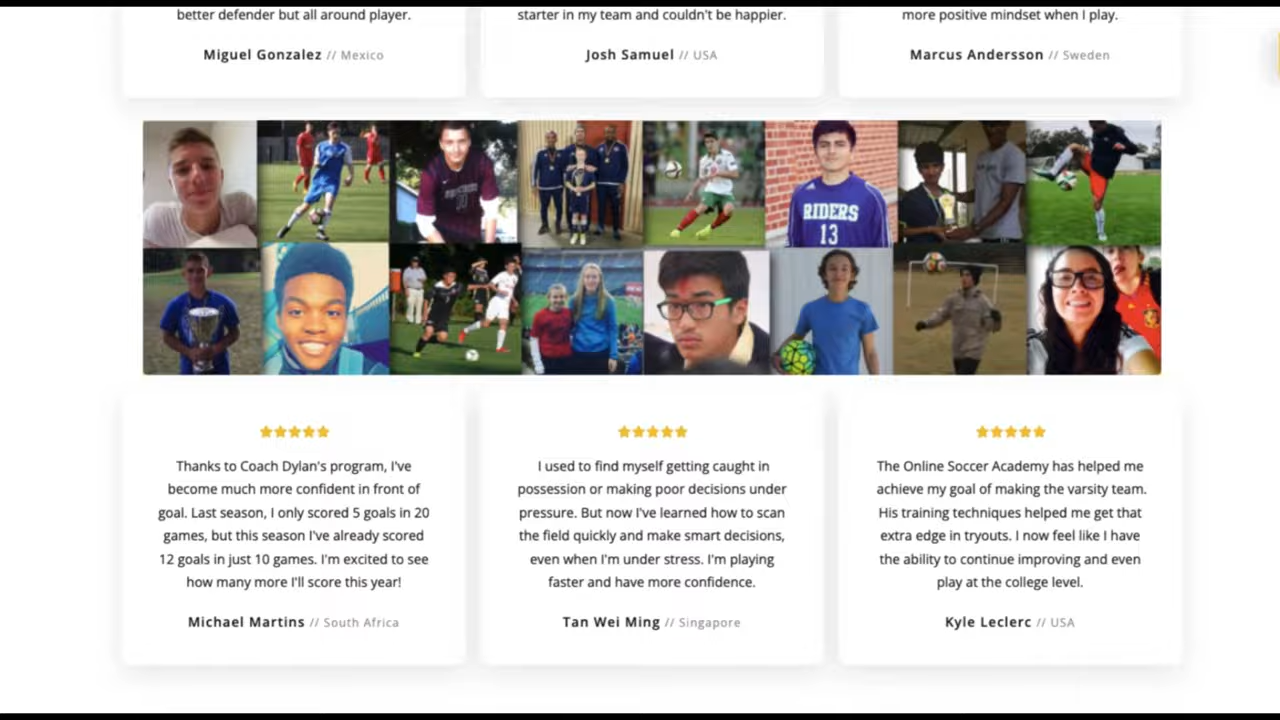 better defender but all around player.
Miguel Gonzalez // Mexico
starter in my team and couldn't be happier.
Josh Samuel // USA
more positive mindset when I play.
Marcus Andersson // Sweden
RIDERS
13
Thanks to Coach Dylan's program, I've
become much more confident in front of
goal. Last season, I only scored 5 goals in 20
games, but this season I've already scored
12 goals in just 10 games. I'm excited to see
how many more I'll score this year!
Michael Martins // South Africa
I used to find myself getting caught in
possession or making poor decisions under
pressure. But now I've learned how to scan
the field quickly and make smart decisions,
even when I'm under stress. I'm playing
faster and have more confidence.
Tan Wei Ming // Singapore
The Online Soccer Academy has helped me
achieve my goal of making the varsity team.
His training techniques helped me get that
extra edge in tryouts. I now feel like I have
the ability to continue improving and even
play at the college level.
Kyle Leclerc // USA